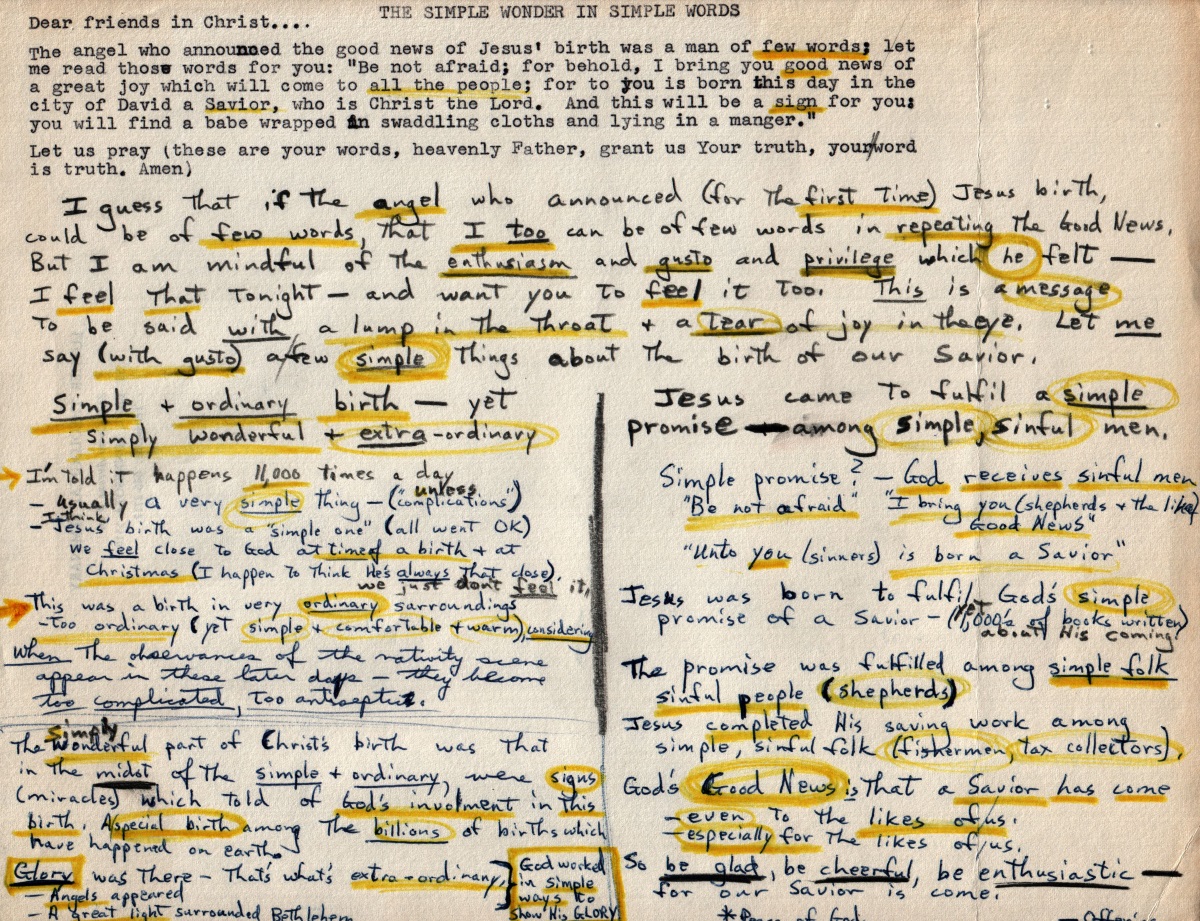 THE SIMPLE WONDER IN SIMPLE WORDS
Dear friends in Christ....
The angel who announned the good news of Jesus' birth was a man of few words; let
me read those words for you: "Be not afraid; for behold, I bring you good news of
a great joy which will come to all the people; for to you is born this day in the
city of David a Savior, who is Christ the Lord. And this will be a sign for you;
you will find a babe wrapped in swaddling cloths and lying in a manger."
Let us pray (these are your words, heavenly Father, grant us Your truth, your/word
is truth. Amen)
I guess that if the angel who announced (for the first time) Jesus birth,
could be of few words, that I too can be of few words in repeating the Good News.
But I am mindful of the enthusiasm and gusto and privilege which he felt —
I feel that tonight — and want you to feel it too. This is a message
to be said with a lump in the throat + a tear of joy in the eye. Let me
say (with gusto) a few simple things about the birth of our Savior.
Simple + ordinary birth — yet
simply wonderful + extra-ordinary
I'm told it happens 11,000 times a day
- usually a very simple thing - (unless "complications")
I think
- Jesus' birth was a "simple one" (all went OK)
we feel close to God at time of a birth + at
Christmas (I happen to think He's always that close),
we just don't feel it,
This was a birth in very ordinary surroundings
- too ordinary (yet simple + comfortable + warm), considering
when the observances of the nativity scene
appear in these later days - they become
too complicated, too antiseptic.
simply
The wonderful part of Christ's birth was that
in the midst of the simple + ordinary, were signs
(miracles) which told of God's involment in this
birth. A special birth among the billions of births which
have happened on earth.
Glory was there - that's what's extra-ordinary,
- Angels appeared
- A great light surrounded Bethlehem
God worked
in simple
ways to
show His GLORY
Jesus came to fulfil a simple
promise — among simple, sinful men.
Simple promise? - God receives sinful men
"Be not afraid" "I bring you (shepherds + the like)
Good News"
"Unto you (sinners) is born a Savior"
Jesus was born to fulfil God's simple
promise of a Savior - (yet 1,000's of books written)
about His coming!
The promise was fulfilled among simple folk
sinful people (shepherds)
Jesus completed His saving work among
simple, sinful folk (fishermen, tax collectors).
God's Good News is that a Savior has come
- even to the likes of us.
- especially for the likes of us.
So be glad, be cheerful, be enthusiastic —
for our Savior is come.
*Peace of God